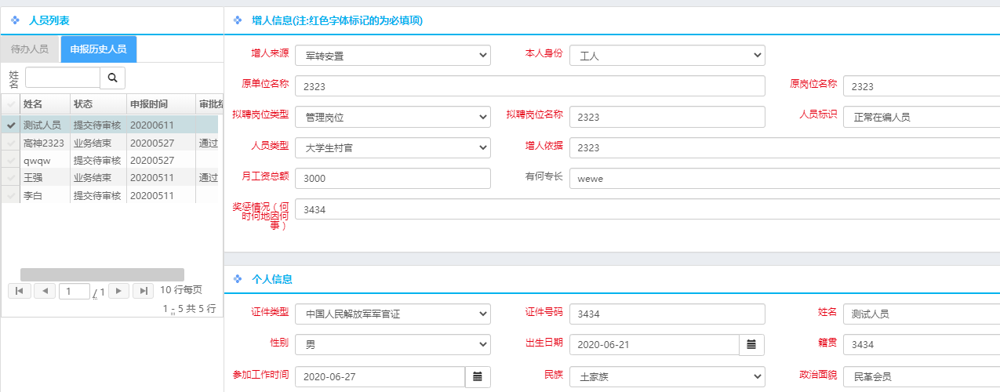 人员列表
待办人员 申报历史人员
姓名
姓名 状态 申报时间 审批结
测试人员 提交待审核 20200611
高神2323 业务结束 20200527 通过
qwqw 提交待审核 20200527
王强 业务结束 20200511 通过
李白 提交待审核 20200511
1 / 1 10 行每页
1 - 5 共 5 行
增人信息(注:红色字体标记的为必填项)
增人来源 军转安置 本人身份 工人
原单位名称 2323 原岗位名称 2323
拟聘岗位类型 管理岗位 拟聘岗位名称 2323 人员标识 正常在编人员
人员类型 大学生村官 增人依据 2323
月工资总额 3000 有何专长 wewe
奖惩情况（何
时何地因何
事） 3434
个人信息
证件类型 中国人民解放军军官证 证件号码 3434 姓名 测试人员
性别 男 出生日期 2020-06-21 籍贯 3434
参加工作时间 2020-06-27 民族 土家族 政治面貌 民革会员